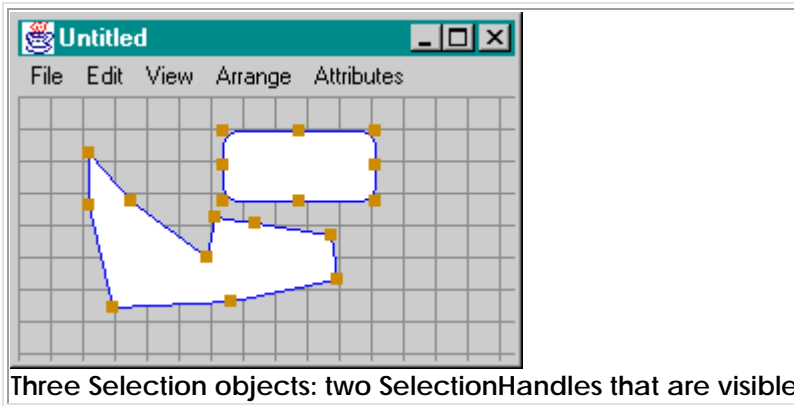 Untitled
File Edit View Arrange Attributes
Three Selection objects: two SelectionHandles that are visible